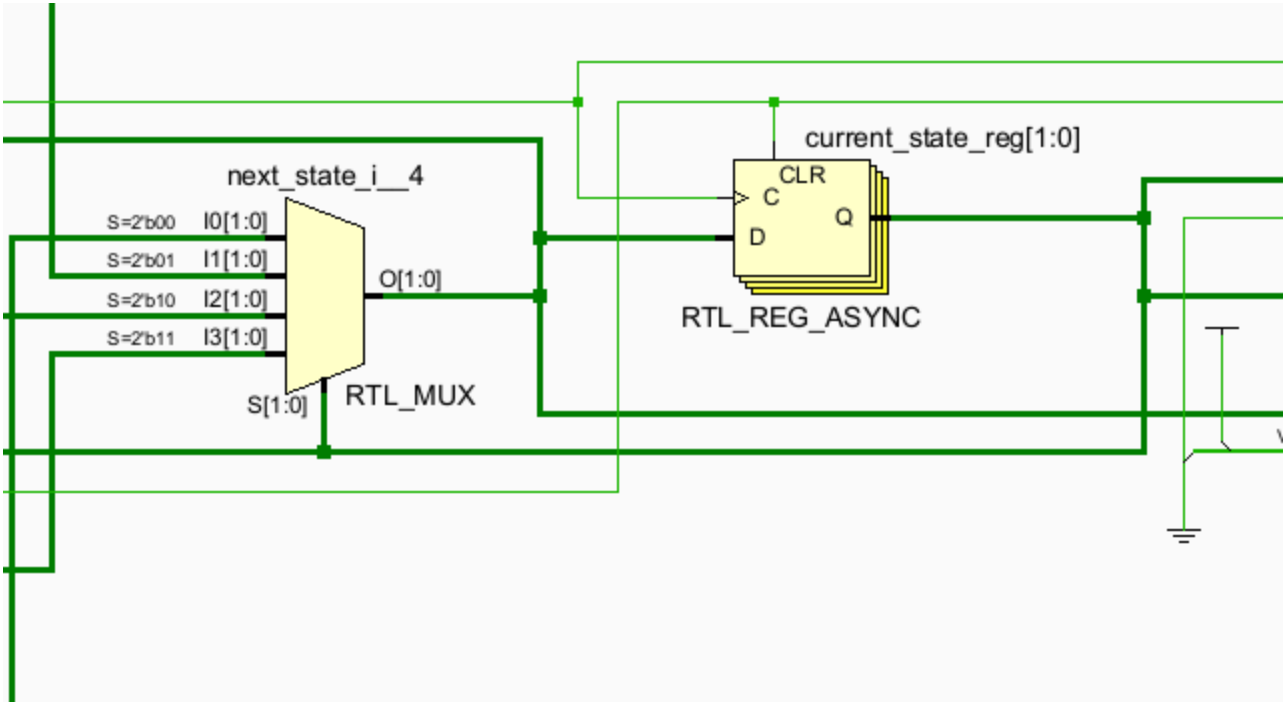 current_state_reg[1:0]
next_state_i__4
CLR
C
S=2'b00 I0[1:0]
Q
D
S=2'b01 I1[1:0]
O[1:0]
S=2'b10 I2[1:0]
RTL_REG_ASYNC
S=2'b11 I3[1:0]
RTL_MUX
S[1:0]